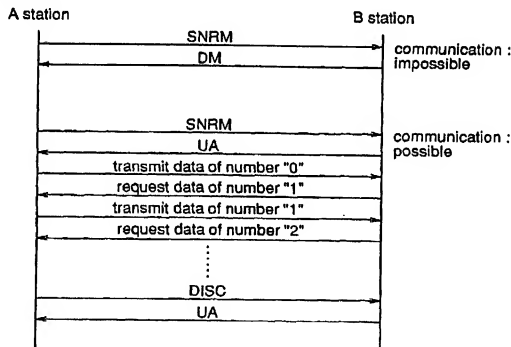 A station
B station
SNRM
communication :
impossible
DM
SNRM
communication :
possible
UA
transmit data of number "0"
request data of number "1"
transmit data of number "1"
request data of number "2"
DISC
UA